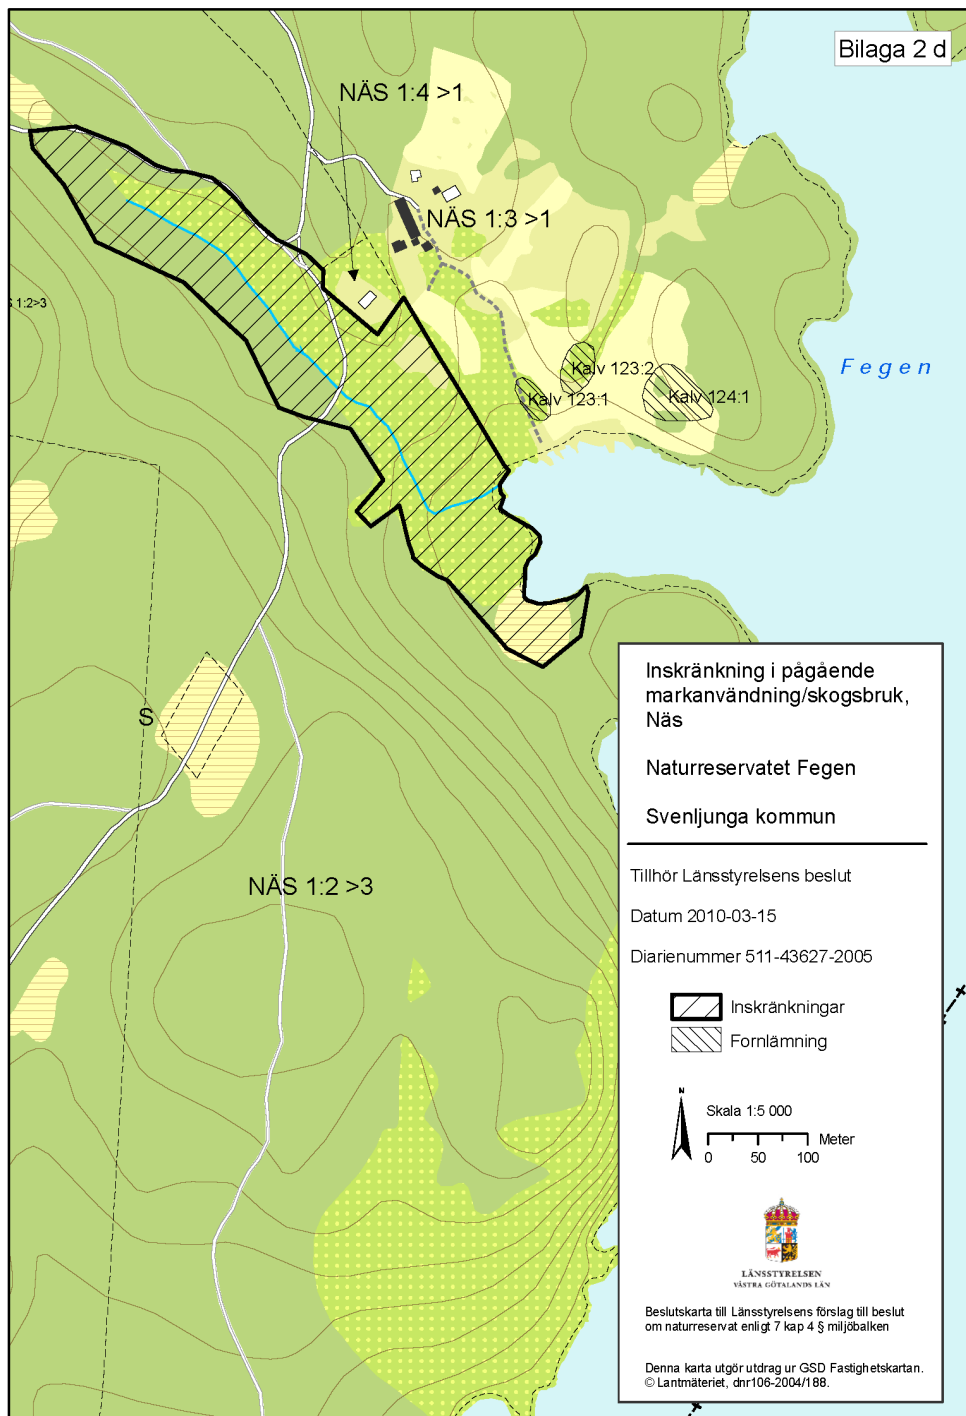 Bilaga 2 d
NÄS 1:4 >1
NÄS 1:3 >1
1:2>3
Fegen
Kalv 123:2
Kalv 123:1
Kalv 124:1
S
NÄS 1:2 >3
Inskränkning i pågående
markanvändning/skogsbruk,
Näs
Naturreservatet Fegen
Svenljunga kommun
Tillhör Länsstyrelsens beslut
Datum 2010-03-15
Diarienummer 511-43627-2005
Inskränkningar
Fornlämning
N
Skala 1:5 000
Meter
0 50 100
LÄNSSTYRELSEN
VÄSTRA GÖTALANDS LÄN
Beslutskarta till Länsstyrelsens förslag till beslut
om naturreservat enligt 7 kap 4 § miljöbalken
Denna karta utgör utdrag ur GSD Fastighetskartan.
© Lantmäteriet, dnr106-2004/188.